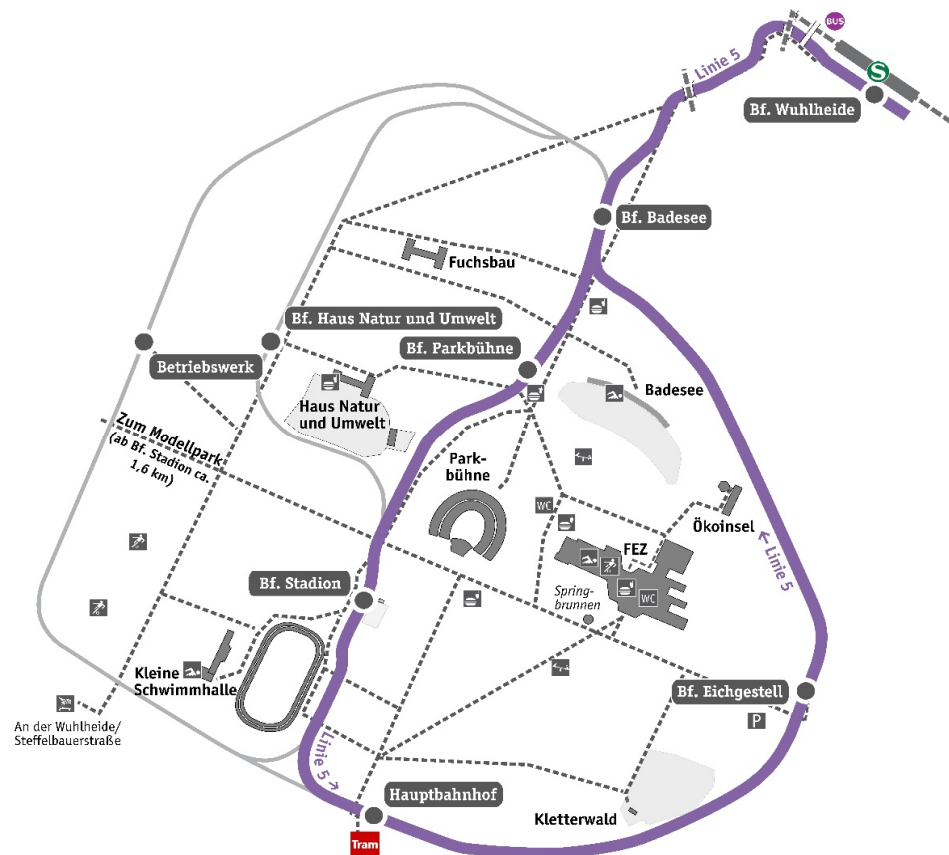 BUS
Linie 5
S
Bf. Wuhlheide
Bf. Badesee
Fuchsbau
Bf. Haus Natur und Umwelt
Bf. Parkbühne
Betriebswerk
Badesee
Haus Natur
und Umwelt
Zum Modellpark
(ab Bf. Stadion ca.
1,6 km)
Park-
bühne
WC
Ökoinsel
FEZ
← Linie 5
Bf. Stadion
Spring-
brunnen
WC
Kleine
Schwimmhalle
Bf. Eichgestell
P
An der Wuhlheide/
Steffelbauerstraße
Linie 5 →
Hauptbahnhof
Kletterwald
Tram